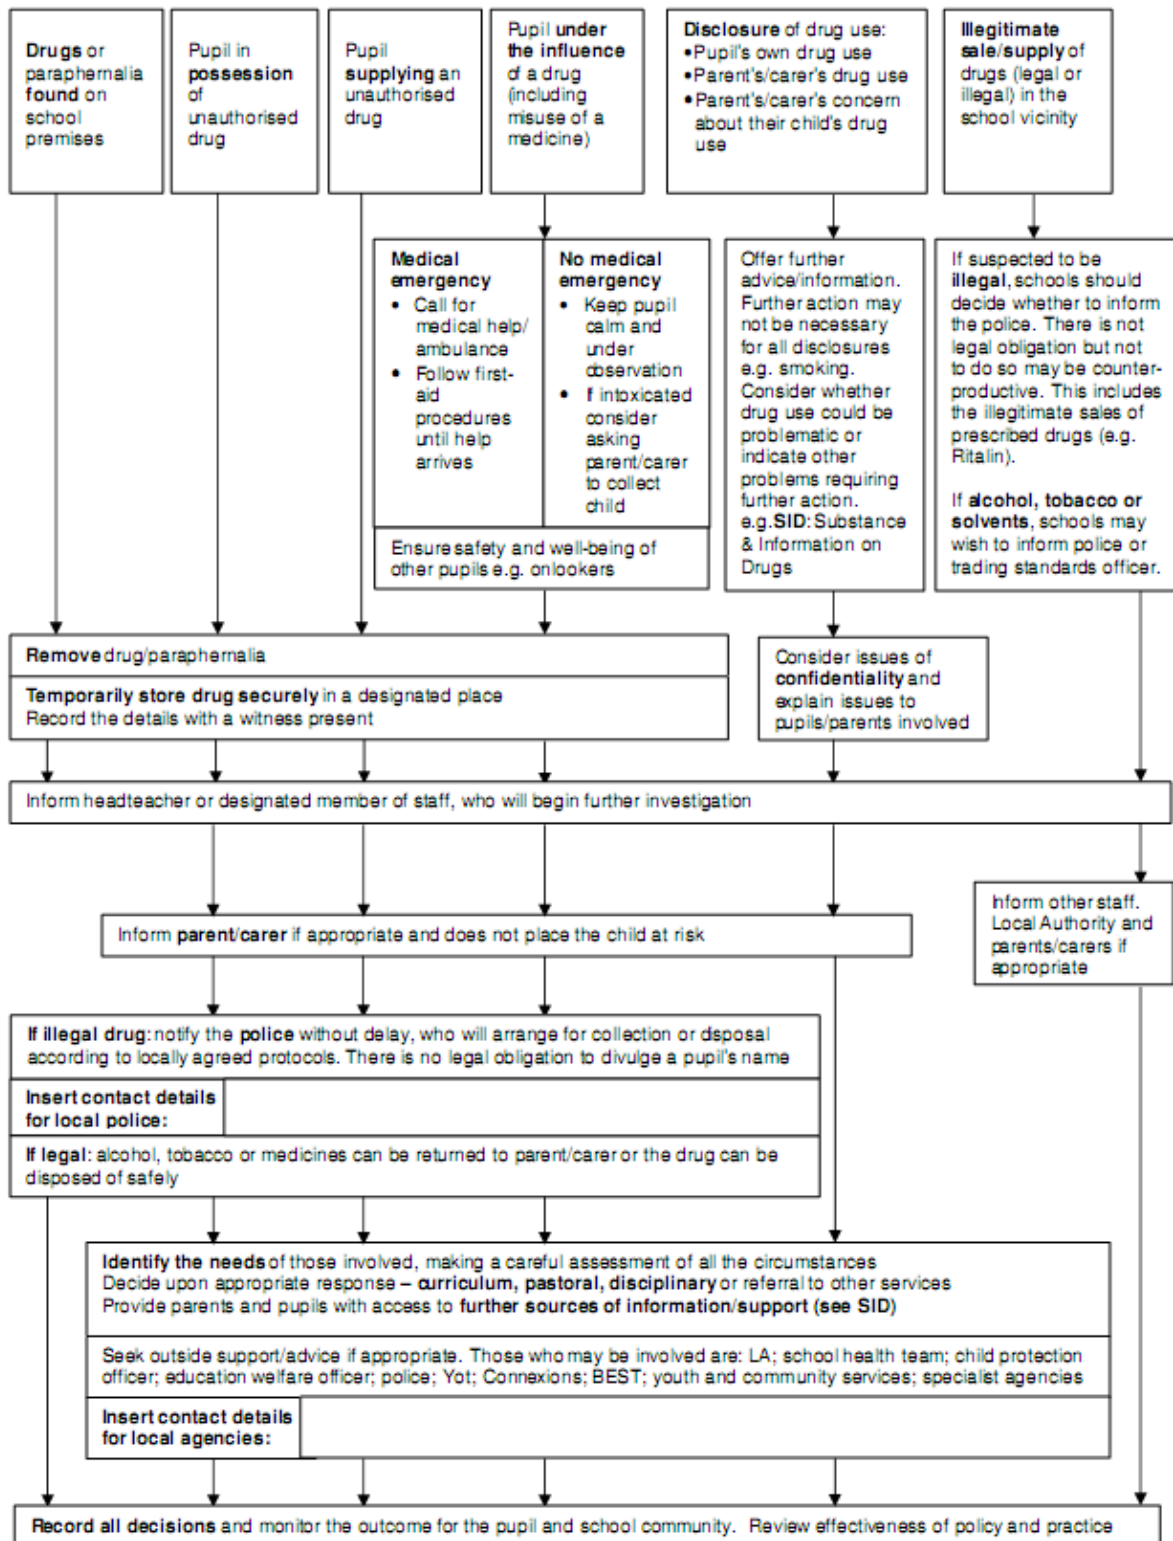 Drugs or
paraphernalia
found on
school
premises
Pupil in
possession
of
unauthorised
drug
Pupil
supplying an
unauthorised
drug
Pupil under
the influence
of a drug
(including
misuse of a
medicine)
Disclosure of drug use:
•Pupil's own drug use
•Parent's/carer's drug use
•Parent's/carer's concern
about their child's drug
use
Illegitimate
sale/supply of
drugs (legal or
illegal) in the
school vicinity
Medical
emergency
• Call for
medical help/
ambulance
• Follow first-
aid
procedures
until help
arrives
No medical
emergency
• Keep pupil
calm and
under
observation
• If intoxicated
consider
asking
parent/carer
to collect
child
Ensure safety and well-being of
other pupils e.g. onlookers
Offer further
advice/information.
Further action may
not be necessary
for all disclosures
e.g. smoking.
Consider whether
drug use could be
problematic or
indicate other
problems requiring
further action.
e.g.SID: Substance
& Information on
Drugs
If suspected to be
illegal, schools should
decide whether to inform
the police. There is not
legal obligation but not
to do so may be counter-
productive. This includes
the illegitimate sales of
prescribed drugs (e.g.
Ritalin).
If alcohol, tobacco or
solvents, schools may
wish to inform police or
trading standards officer.
Remove drug/paraphernalia
Temporarily store drug securely in a designated place
Record the details with a witness present
Consider issues of
confidentiality and
explain issues to
pupils/parents involved
Inform headteacher or designated member of staff, who will begin further investigation
Inform other staff.
Local Authority and
parents/carers if
appropriate
Inform parent/carer if appropriate and does not place the child at risk
If illegal drug: notify the police without delay, who will arrange for collection or disposal
according to locally agreed protocols. There is no legal obligation to divulge a pupil's name
Insert contact details
for local police:
If legal: alcohol, tobacco or medicines can be returned to parent/carer or the drug can be
disposed of safely
Identify the needs of those involved, making a careful assessment of all the circumstances
Decide upon appropriate response – curriculum, pastoral, disciplinary or referral to other services
Provide parents and pupils with access to further sources of information/support (see SID)
Seek outside support/advice if appropriate. Those who may be involved are: LA; school health team; child protection
officer; education welfare officer; police; Yot; Connexions; BEST; youth and community services; specialist agencies
Insert contact details
for local agencies:
Record all decisions and monitor the outcome for the pupil and school community. Review effectiveness of policy and practice